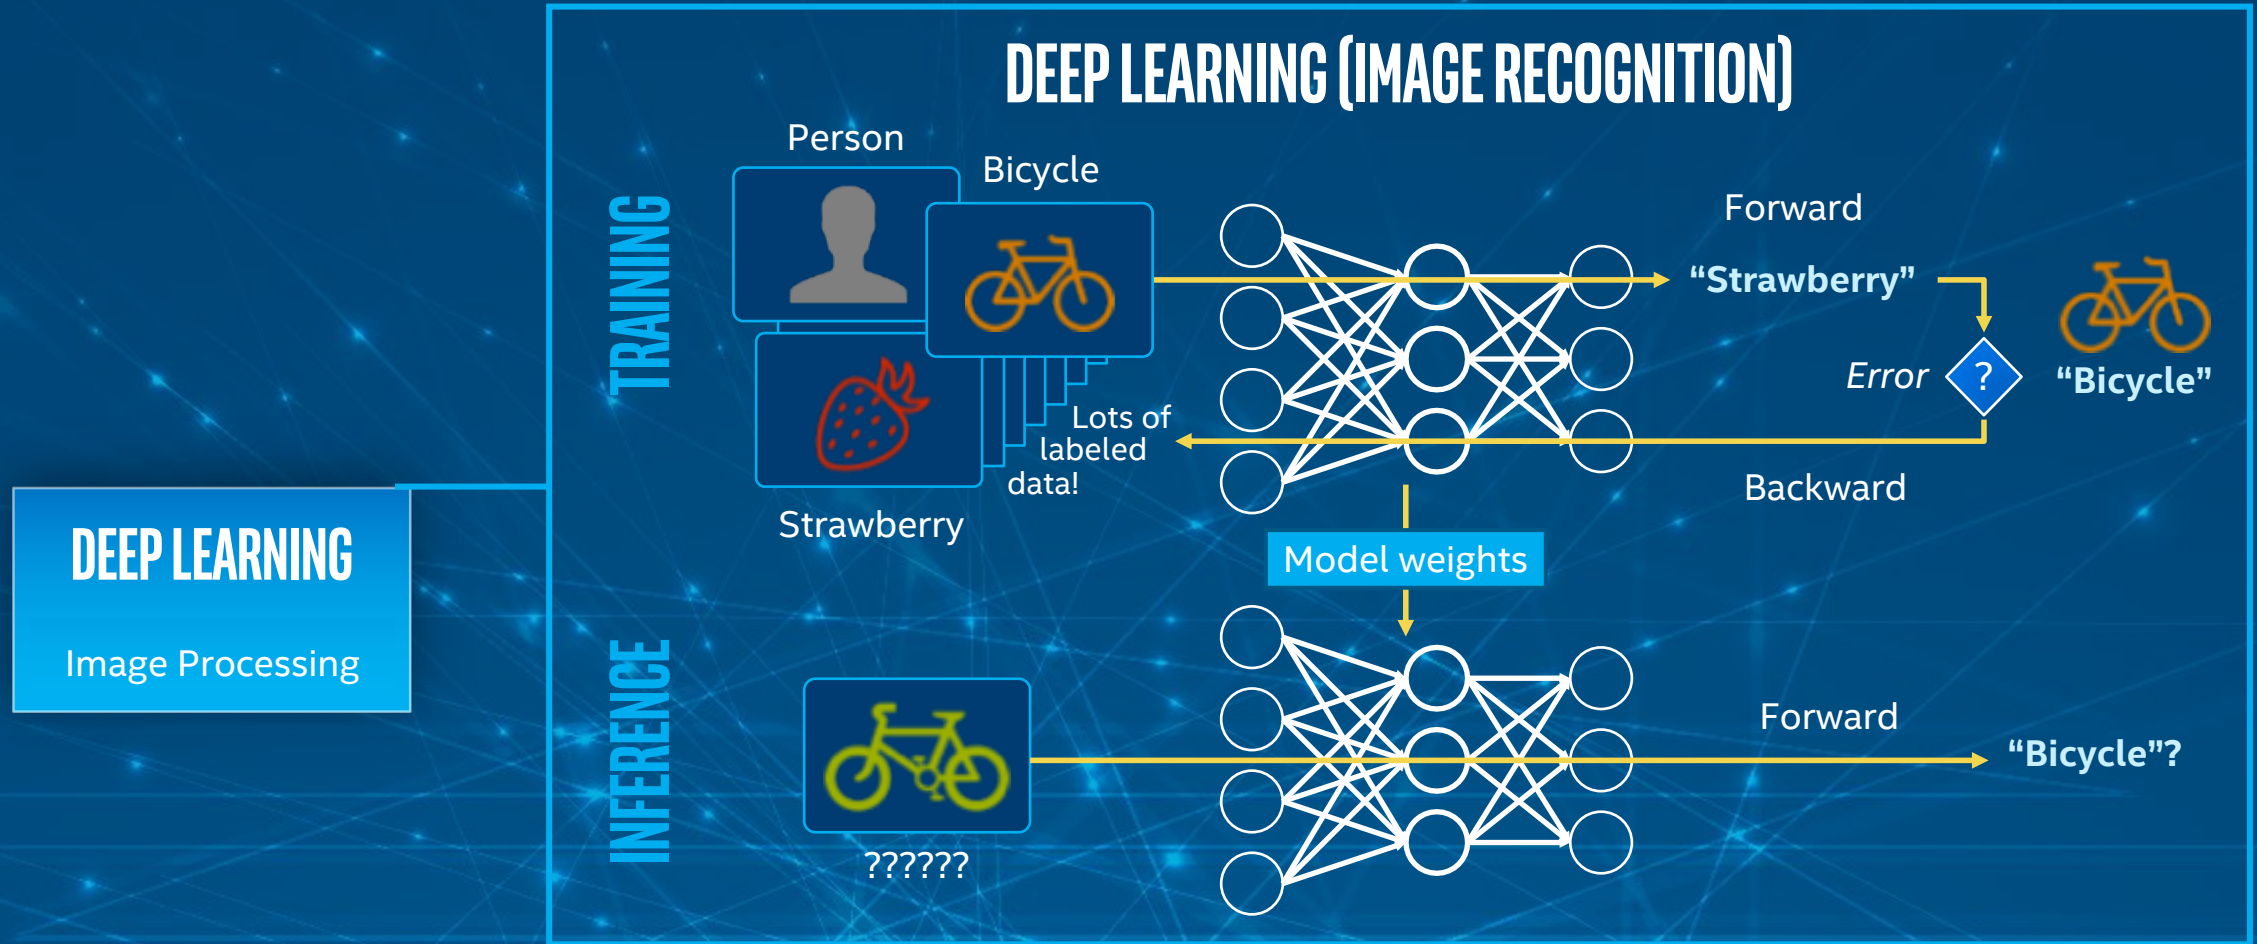 DEEP LEARNING (IMAGE RECOGNITION)
TRAINING
Person
Bicycle
Strawberry
Lots of
labeled
data!
Forward
“Strawberry”
Error
?
“Bicycle”
Backward
Model weights
DEEP LEARNING
Image Processing
INFERENCE
??????
Forward
“Bicycle”?